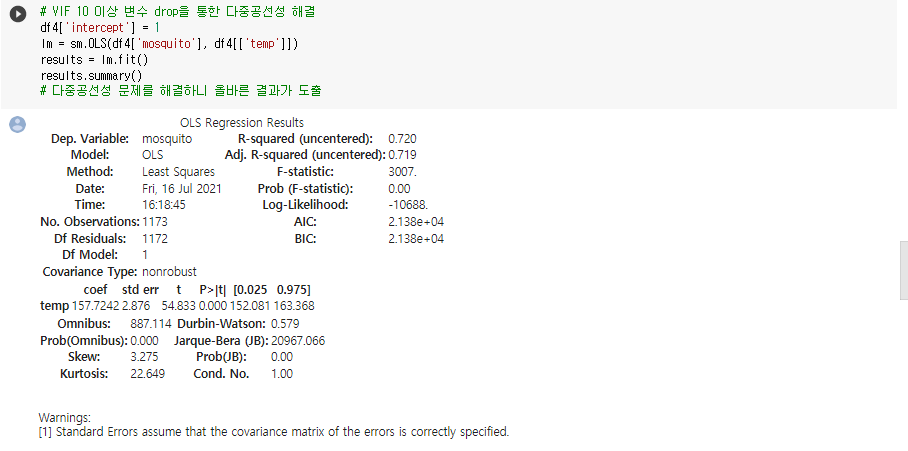 # VIF 10 이상 변수 drop을 통한 다중공선성 해결
df4['intercept'] = 1
lm = sm.OLS(df4['mosquito'], df4[['temp']])
results = lm.fit()
results.summary()
# 다중공선성 문제를 해결하니 올바른 결과가 도출
OLS Regression Results
Dep. Variable: mosquito R-squared (uncentered): 0.720
Model: OLS Adj. R-squared (uncentered): 0.719
Method: Least Squares F-statistic: 3007.
Date: Fri, 16 Jul 2021 Prob (F-statistic): 0.00
Time: 16:18:45 Log-Likelihood: -10688.
No. Observations: 1173 AIC: 2.138e+04
Df Residuals: 1172 BIC: 2.138e+04
Df Model: 1
Covariance Type: nonrobust
coef std err t P>|t| [0.025 0.975]
temp 157.7242 2.876 54.833 0.000 152.081 163.368
Omnibus: 887.114 Durbin-Watson: 0.579
Prob(Omnibus): 0.000 Jarque-Bera (JB): 20967.066
Skew: 3.275 Prob(JB): 0.00
Kurtosis: 22.649 Cond. No. 1.00
Warnings:
[1] Standard Errors assume that the covariance matrix of the errors is correctly specified.